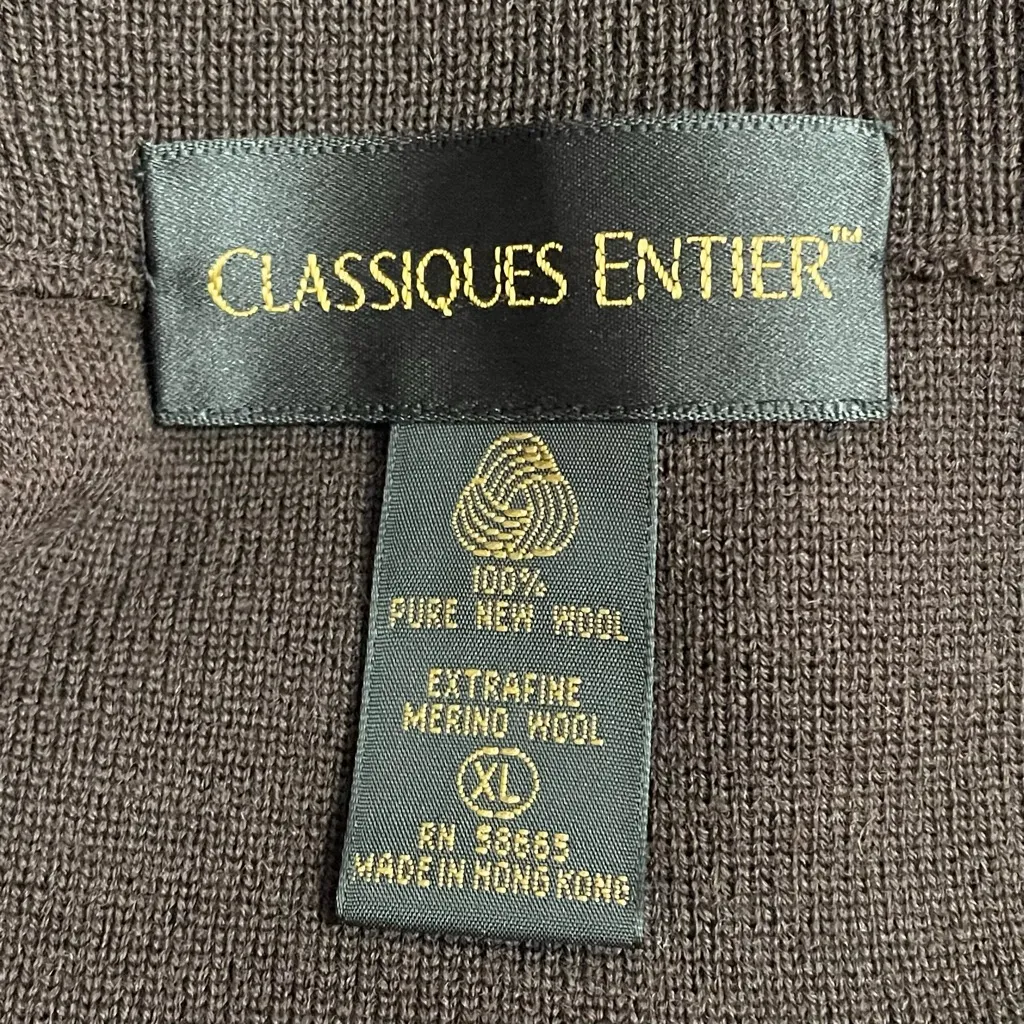 CLASSIQUES ENTIER™
100%
PURE NEW WOOL
EXTRAFINE
MERINO WOOL
XL
RN 58665
MADE IN HONG KONG